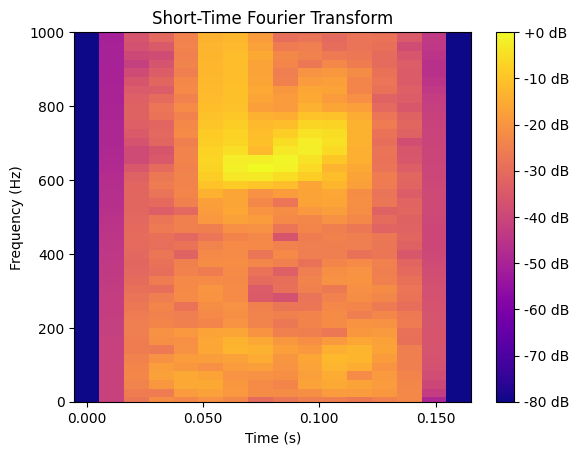 Short-Time Fourier Transform
Frequency (Hz)
1000
800
600
400
200
0
0.000
0.050
0.100
0.150
Time (s)
+0 dB
-10 dB
-20 dB
-30 dB
-40 dB
-50 dB
-60 dB
-70 dB
-80 dB